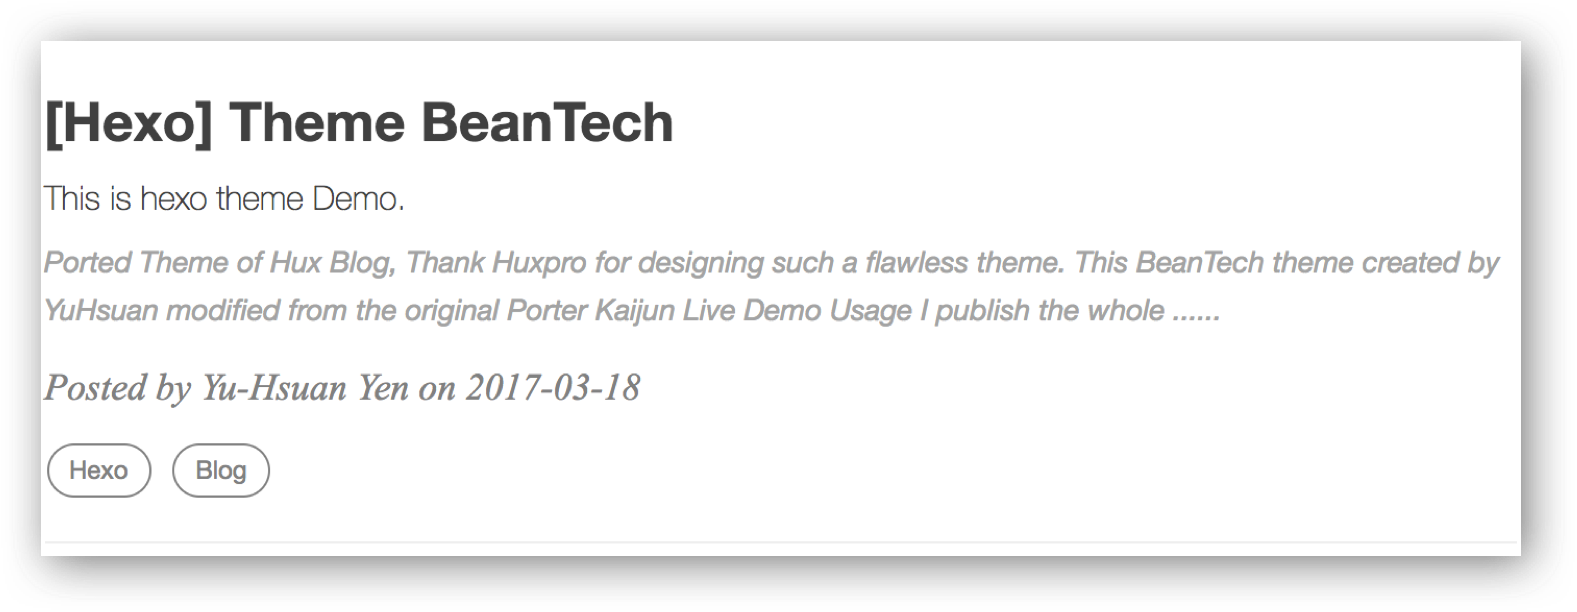 [Hexo] Theme BeanTech
This is hexo theme Demo.
Ported Theme of Hux Blog, Thank Huxpro for designing such a flawless theme. This BeanTech theme created by
YuHsuan modified from the original Porter Kaijun Live Demo Usage I publish the whole ......
Posted by Yu-Hsuan Yen on 2017-03-18
Hexo Blog